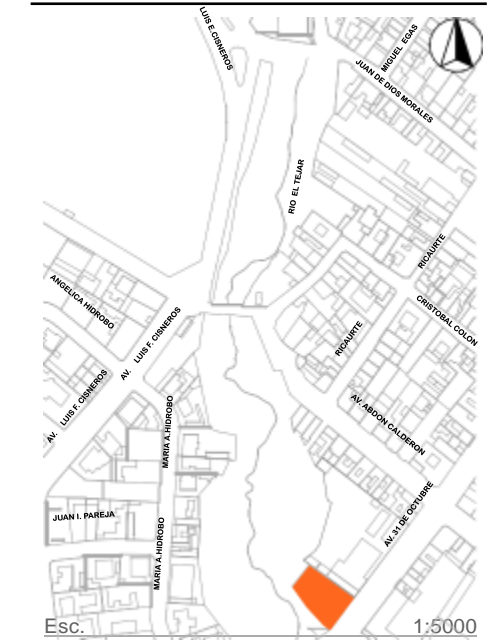 LUIS E.CISNEROS
MIGUEL EGAS
JUAN DE DIOS MORALES
RIO EL TEJAR
RICAURTE
ANGELICA HIDROBO
AV. LUIS F. CISNEROS
CRISTOBAL COLON
RICAURTE
AV. LUIS F. CISNEROS
AV. ABDON CALDERON
MARIA A.HIDROBO
AV. 31 DE OCTUBRE
JUAN I. PAREJA
MARIA A.HIDROBO
Esc. 1:5000